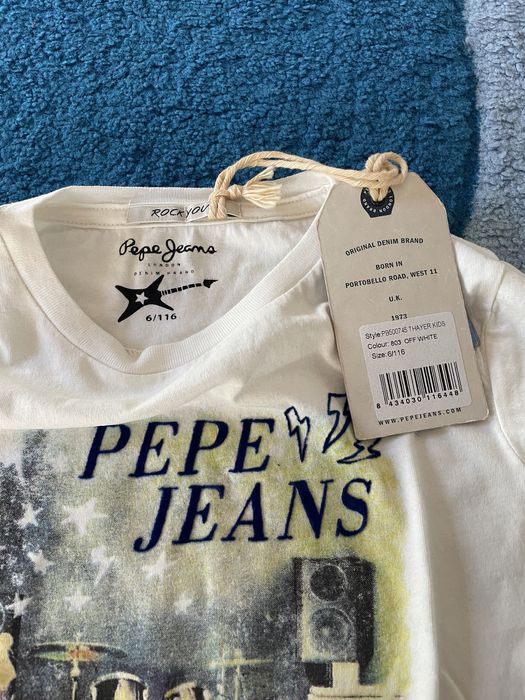 ROCK YOU
Pepe Jeans
LONDON
DENIM BRAND
6/116
ORIGINAL DENIM BRAND
BORN IN
PORTOBELLO ROAD, WEST 11
U.K.
1973
Style:PB500745 THAYER KIDS
Colour: 803 OFF WHITE
Size:6/116
8 434030 116448
WWW.PEPEJEANS.COM
PEPE
JEANS